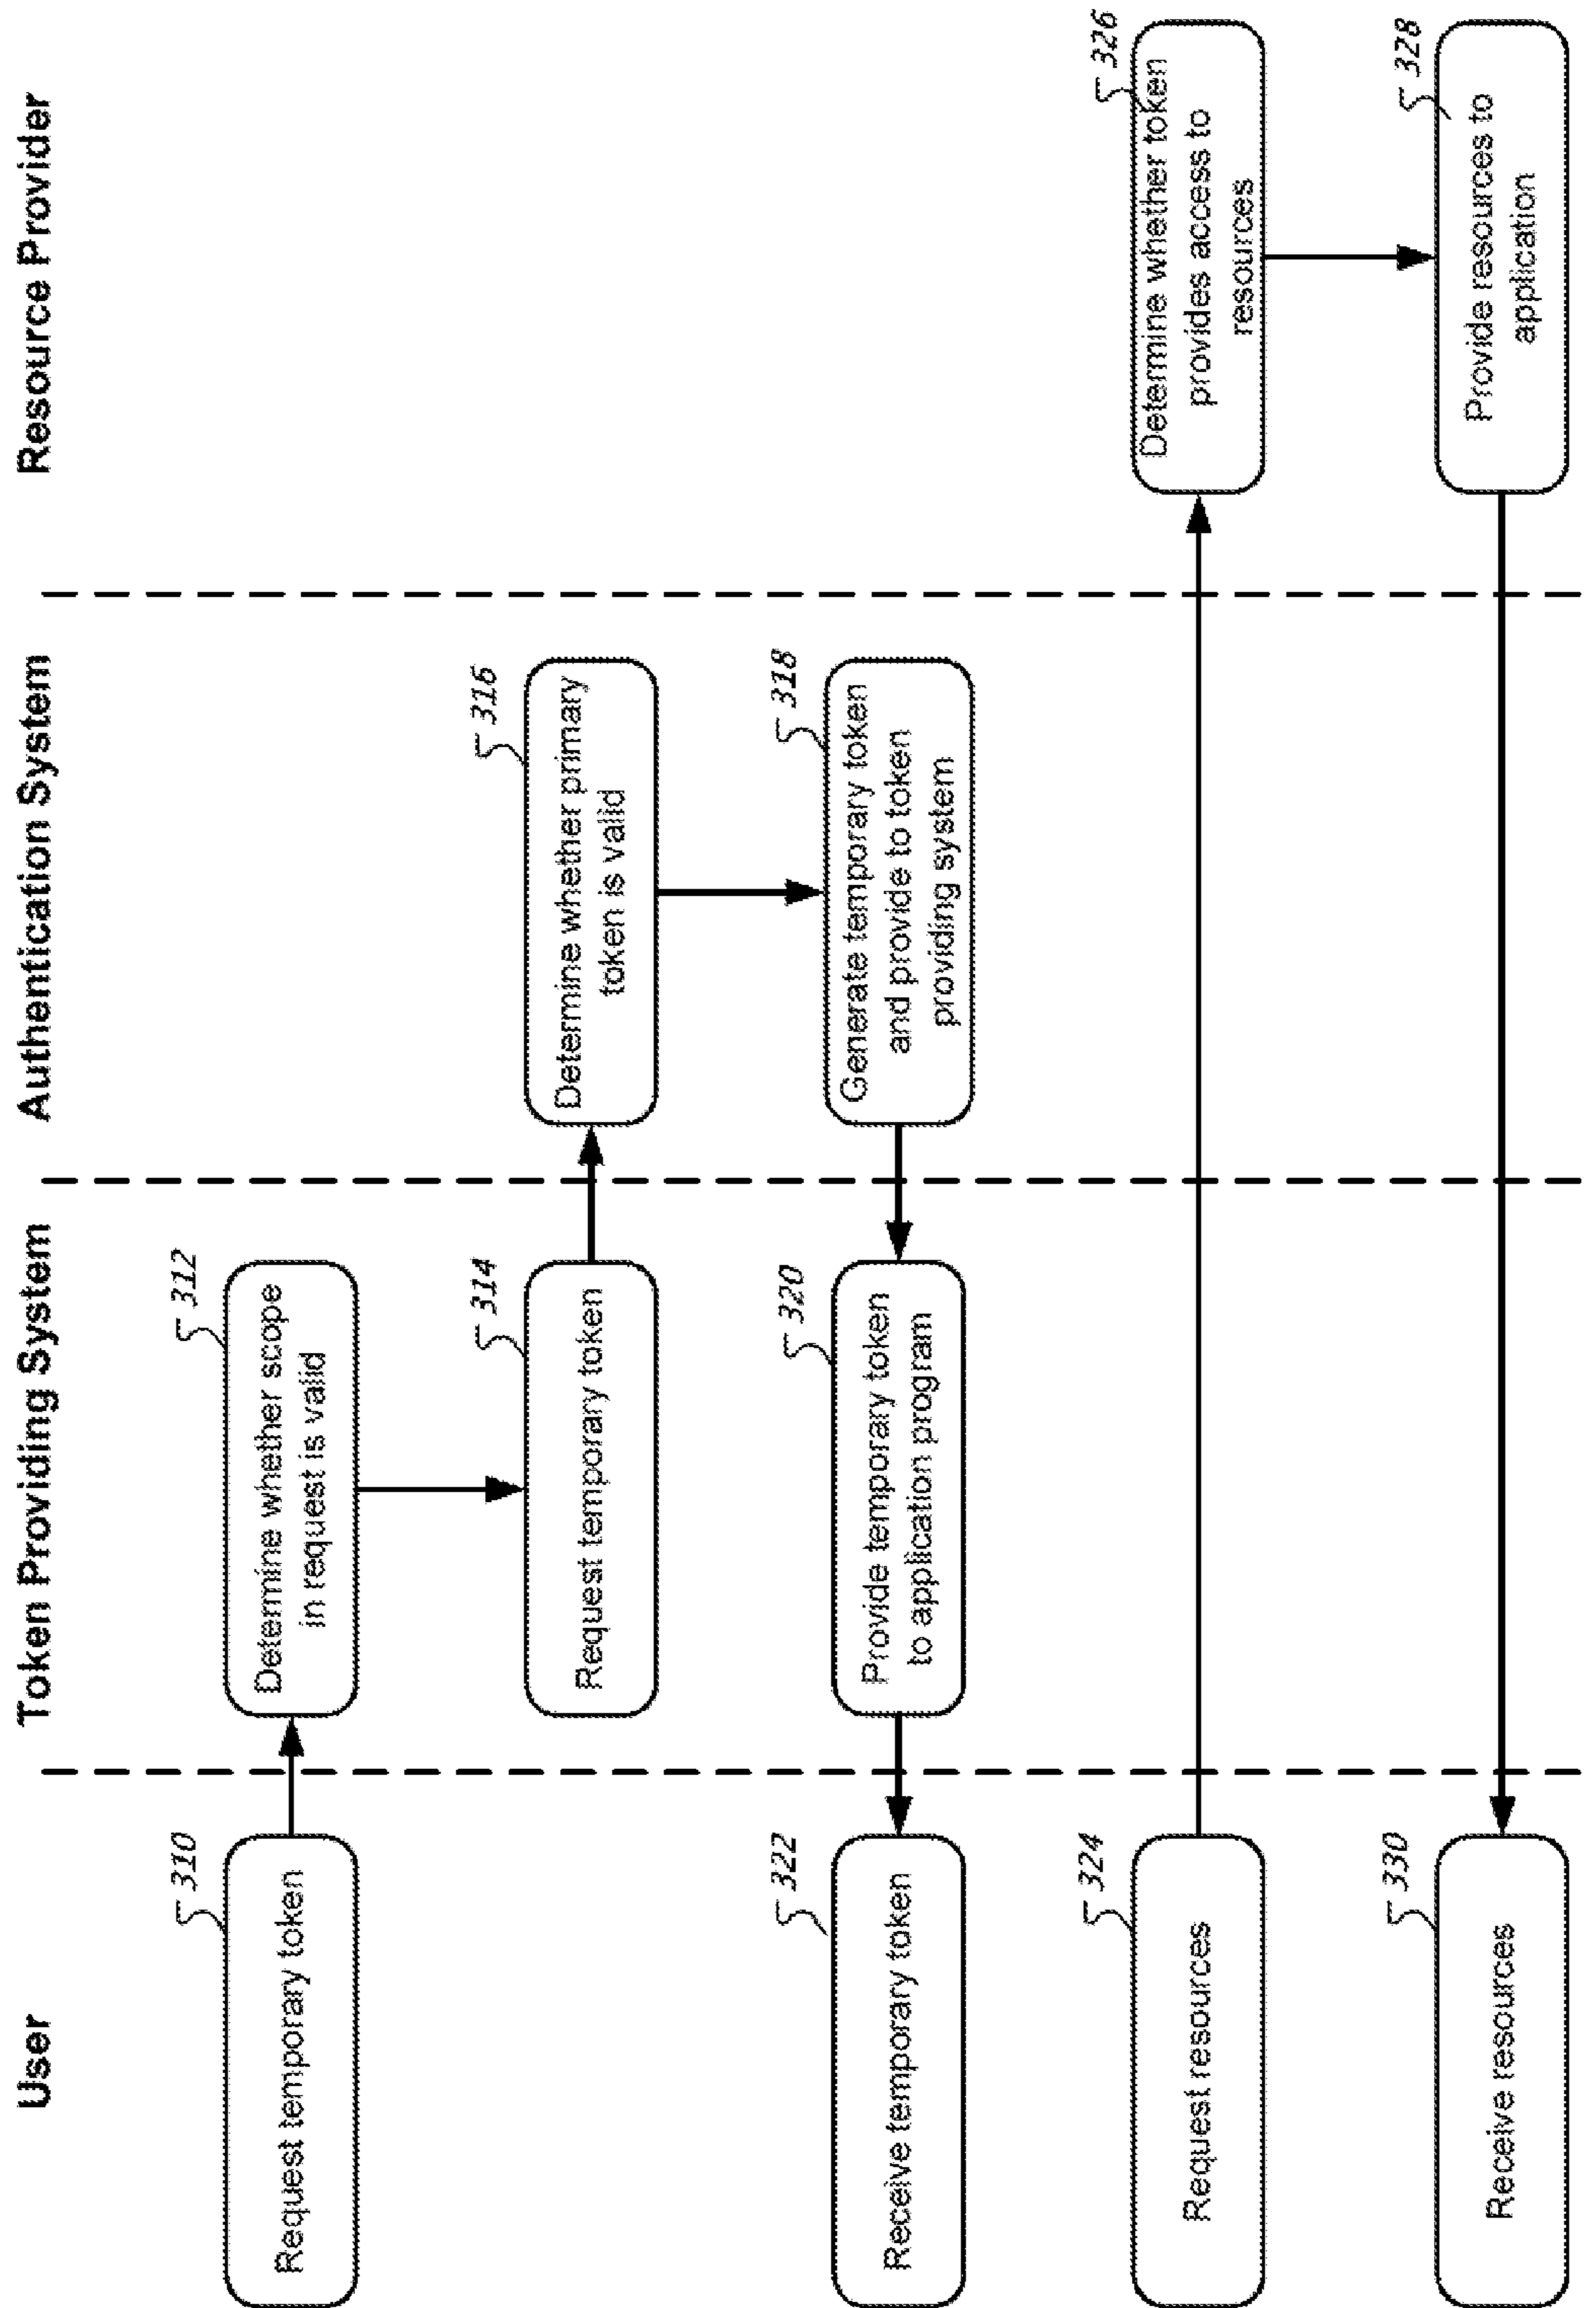 User
Token Providing System
Authentication System
Resource Provider
310
Request temporary token
312
Determine whether scope
in request is valid
314
Request temporary token
316
Determine whether primary
token is valid
318
Generate temporary token
and provide to token
providing system
320
Provide temporary token
to application program
322
Receive temporary token
324
Request resources
326
Determine whether token
provides access to
resources
328
Provide resources to
application
330
Receive resources